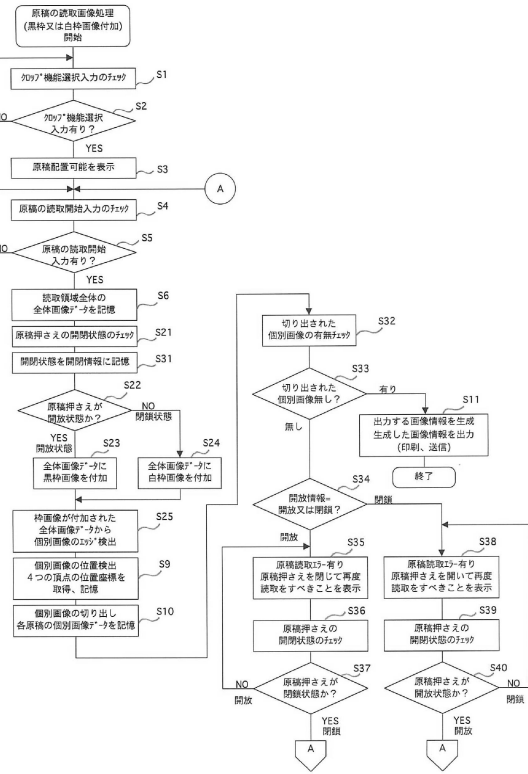 原稿の読取画像処理
(黒枠又は白枠画像付加)
開始
ｸﾛｯﾌﾟ機能選択入力のﾁｪｯｸ
S1
S2
ｸﾛｯﾌﾟ機能選択
入力有り？
NO
YES
原稿配置可能を表示
S3
A
原稿の読取開始入力のﾁｪｯｸ
S4
S5
原稿の読取開始
入力有り？
NO
YES
読取領域全体の
全体画像ﾃﾞｰﾀを記憶
S6
原稿押さえの開閉状態のﾁｪｯｸ
S21
開閉状態を開閉情報に記憶
S31
S22
原稿押さえが
開放状態か？
NO
閉鎖状態
YES
開放状態
S23
S24
全体画像ﾃﾞｰﾀに
黒枠画像を付加
全体画像ﾃﾞｰﾀに
白枠画像を付加
枠画像が付加された
全体画像ﾃﾞｰﾀから
個別画像のｴｯｼﾞ検出
S25
個別画像の位置検出
４つの頂点の位置座標を
取得、記憶
S9
個別画像の切り出し
各原稿の個別画像ﾃﾞｰﾀを記憶
S10
切り出された
個別画像の有無ﾁｪｯｸ
S32
S33
切り出された
個別画像無し？
有り
無し
S11
出力する画像情報を生成
生成した画像情報を出力
(印刷、送信)
終了
S34
開放情報=
開放又は閉鎖？
閉鎖
開放
S35
原稿読取ｴﾗｰ有り
原稿押さえを閉じて再度
読取をすべきことを表示
S38
原稿読取ｴﾗｰ有り
原稿押さえを開いて再度
読取をすべきことを表示
S36
原稿押さえの
開閉状態のﾁｪｯｸ
S39
原稿押さえの
開閉状態のﾁｪｯｸ
S37
原稿押さえが
閉鎖状態か？
NO
開放
YES
閉鎖
S40
原稿押さえが
開放状態か？
NO
閉鎖
YES
開放
A
A